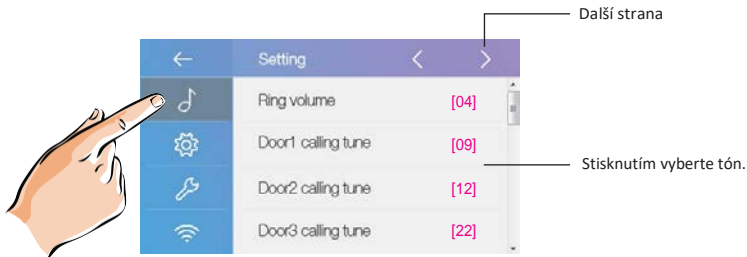 Další strana
Setting
Ring volume [04]
Door1 calling tune [09]
Door2 calling tune [12]
Door3 calling tune [22]
Stisknutím vyberte tón.